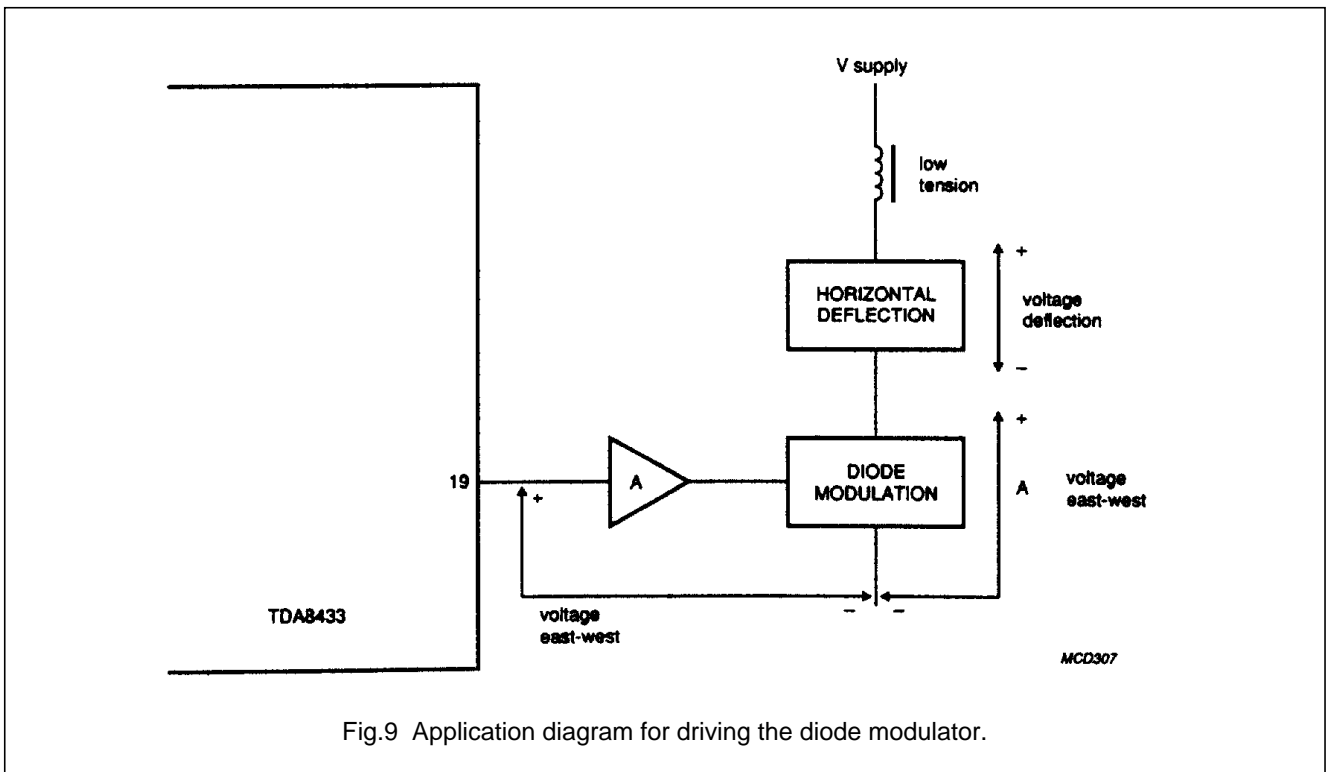 V supply
low
tension
+
HORIZONTAL
DEFLECTION
voltage
deflection
−
+
19
+
A
DIODE
MODULATION
A
voltage
east-west
− −
TDA8433
voltage
east-west
MCD307
Fig.9 Application diagram for driving the diode modulator.